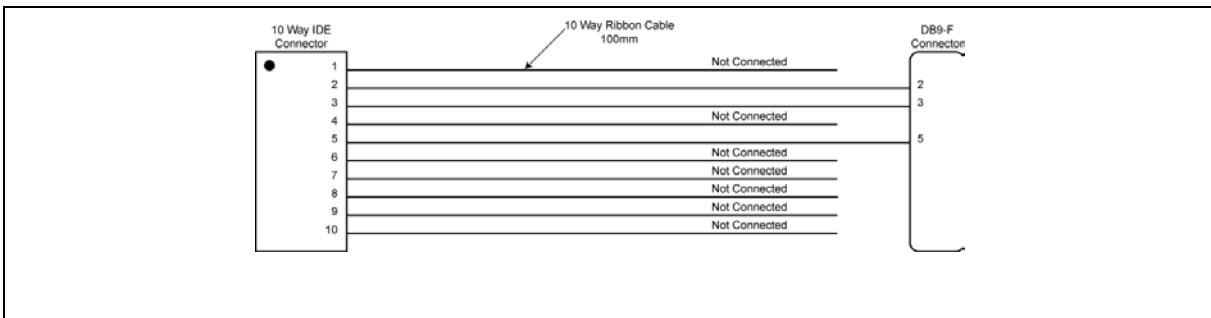 10 Way IDE
Connector
10 Way Ribbon Cable
100mm
DB9-F
Connector
1 Not Connected
2 2
3 3
4 Not Connected
5 5
6 Not Connected
7 Not Connected
8 Not Connected
9 Not Connected
10 Not Connected